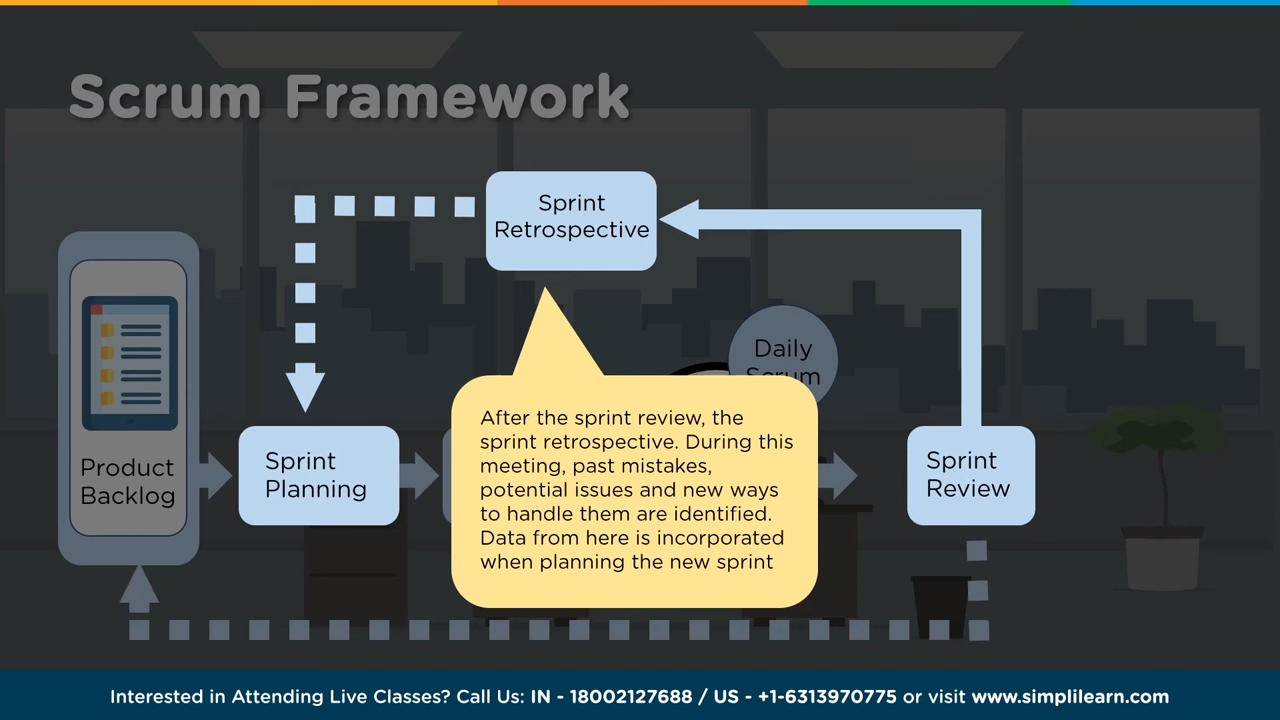 Scrum Framework
Sprint
Retrospective
Daily
Scrum
Product
Backlog
Sprint
Planning
After the sprint review, the
sprint retrospective. During this
meeting, past mistakes,
potential issues and new ways
to handle them are identified.
Data from here is incorporated
when planning the new sprint
Sprint
Review
Interested in Attending Live Classes? Call Us: IN - 18002127688 / US - +1-6313970775 or visit www.simplilearn.com